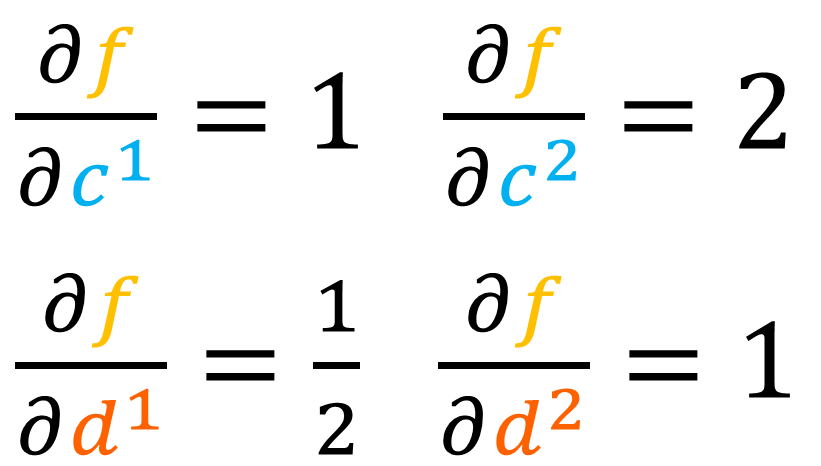 ∂f/∂c¹ = 1 ∂f/∂c² = 2
∂f/∂d¹ = 1/2 ∂f/∂d² = 1